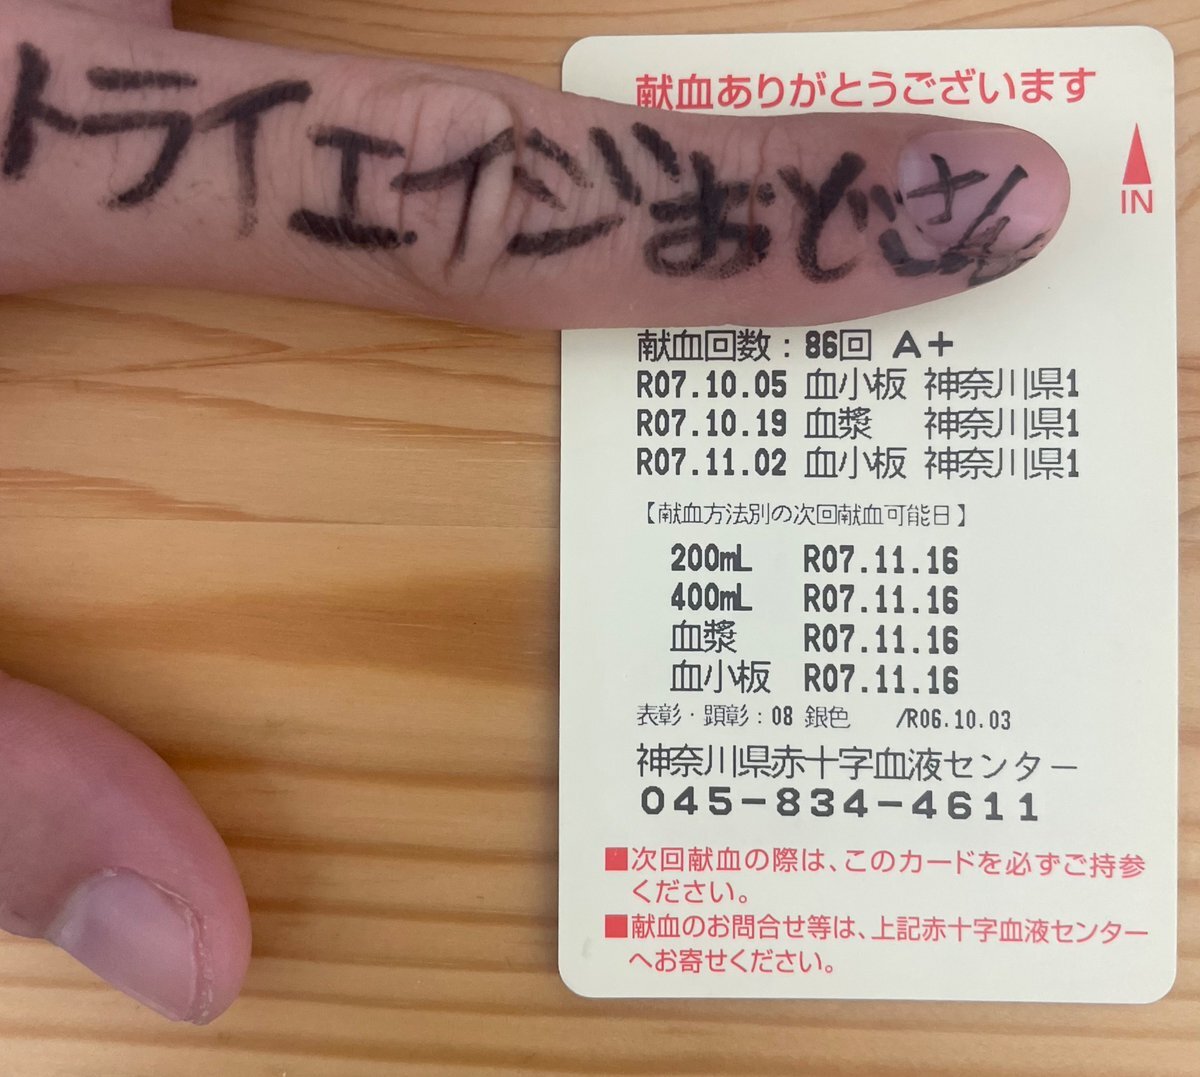 献血ありがとうございます
トライエイジおじさん
IN
献血回数：86回 A＋
R07.10.05 血小板 神奈川県1
R07.10.19 血漿 神奈川県1
R07.11.02 血小板 神奈川県1
【献血方法別の次回献血可能日】
200mL R07.11.16
400mL R07.11.16
血漿 R07.11.16
血小板 R07.11.16
表彰・顕彰：08 銀色 /R06.10.03
神奈川県赤十字血液センター
045-834-4611
■次回献血の際は、このカードを必ずご持参
ください。
■献血のお問合せ等は、上記赤十字血液センター
へお寄せください。